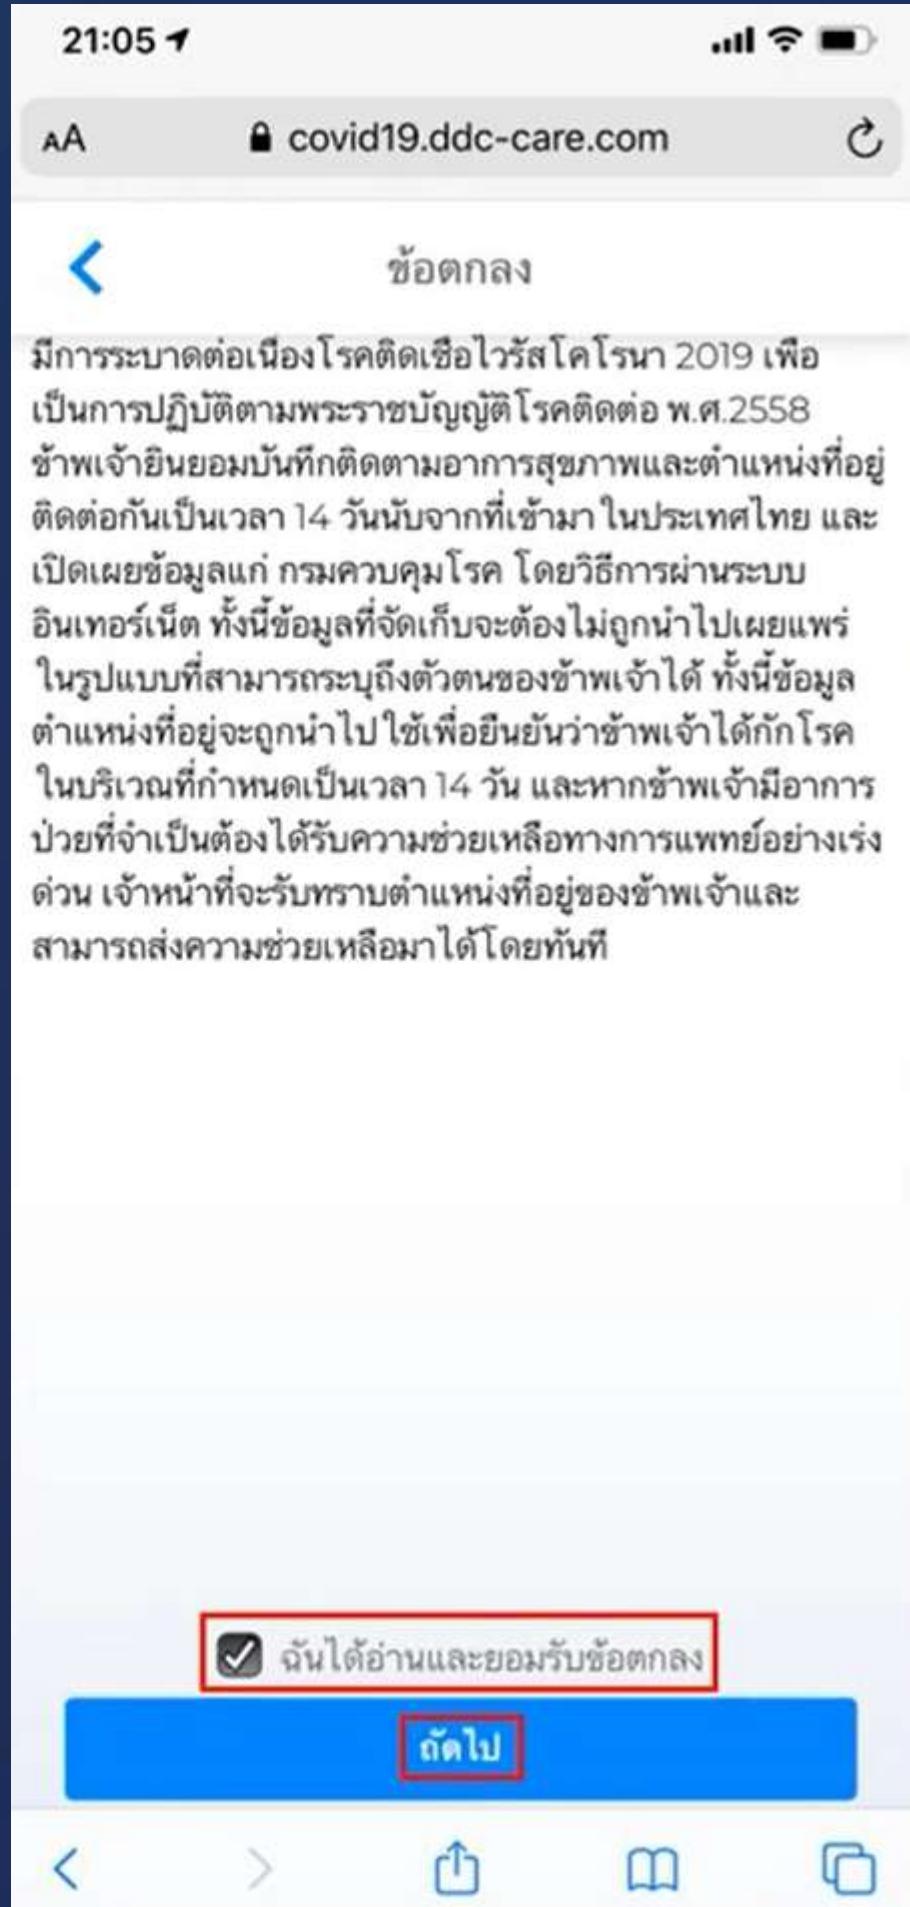 21:05
AA covid19.ddc-care.com
ข้อตกลง
มีการระบาดต่อเนื่องโรคติดเชื้อไวรัสโคโรนา 2019 เพื่อ
เป็นการปฏิบัติตามพระราชบัญญัติโรคติดต่อ พ.ศ.2558
ข้าพเจ้ายินยอมบันทึกติดตามอาการสุขภาพและตำแหน่งที่อยู่
ติดต่อกันเป็นเวลา 14 วันนับจากที่เข้ามาในประเทศไทย และ
เปิดเผยข้อมูลแก่ กรมควบคุมโรค โดยวิธีการผ่านระบบ
อินเทอร์เน็ต ทั้งนี้ข้อมูลที่จัดเก็บจะต้องไม่ถูกนำไปเผยแพร่
ในรูปแบบที่สามารถระบุถึงตัวตนของข้าพเจ้าได้ ทั้งนี้ข้อมูล
ตำแหน่งที่อยู่จะถูกนำไปใช้เพื่อยืนยันว่าข้าพเจ้าได้กักโรค
ในบริเวณที่กำหนดเป็นเวลา 14 วัน และหากข้าพเจ้ามีอาการ
ป่วยที่จำเป็นต้องได้รับความช่วยเหลือทางการแพทย์อย่างเร่ง
ด่วน เจ้าหน้าที่จะรับทราบตำแหน่งที่อยู่ของข้าพเจ้าและ
สามารถส่งความช่วยเหลือมาได้โดยทันที
ฉันได้อ่านและยอมรับข้อตกลง
ถัดไป